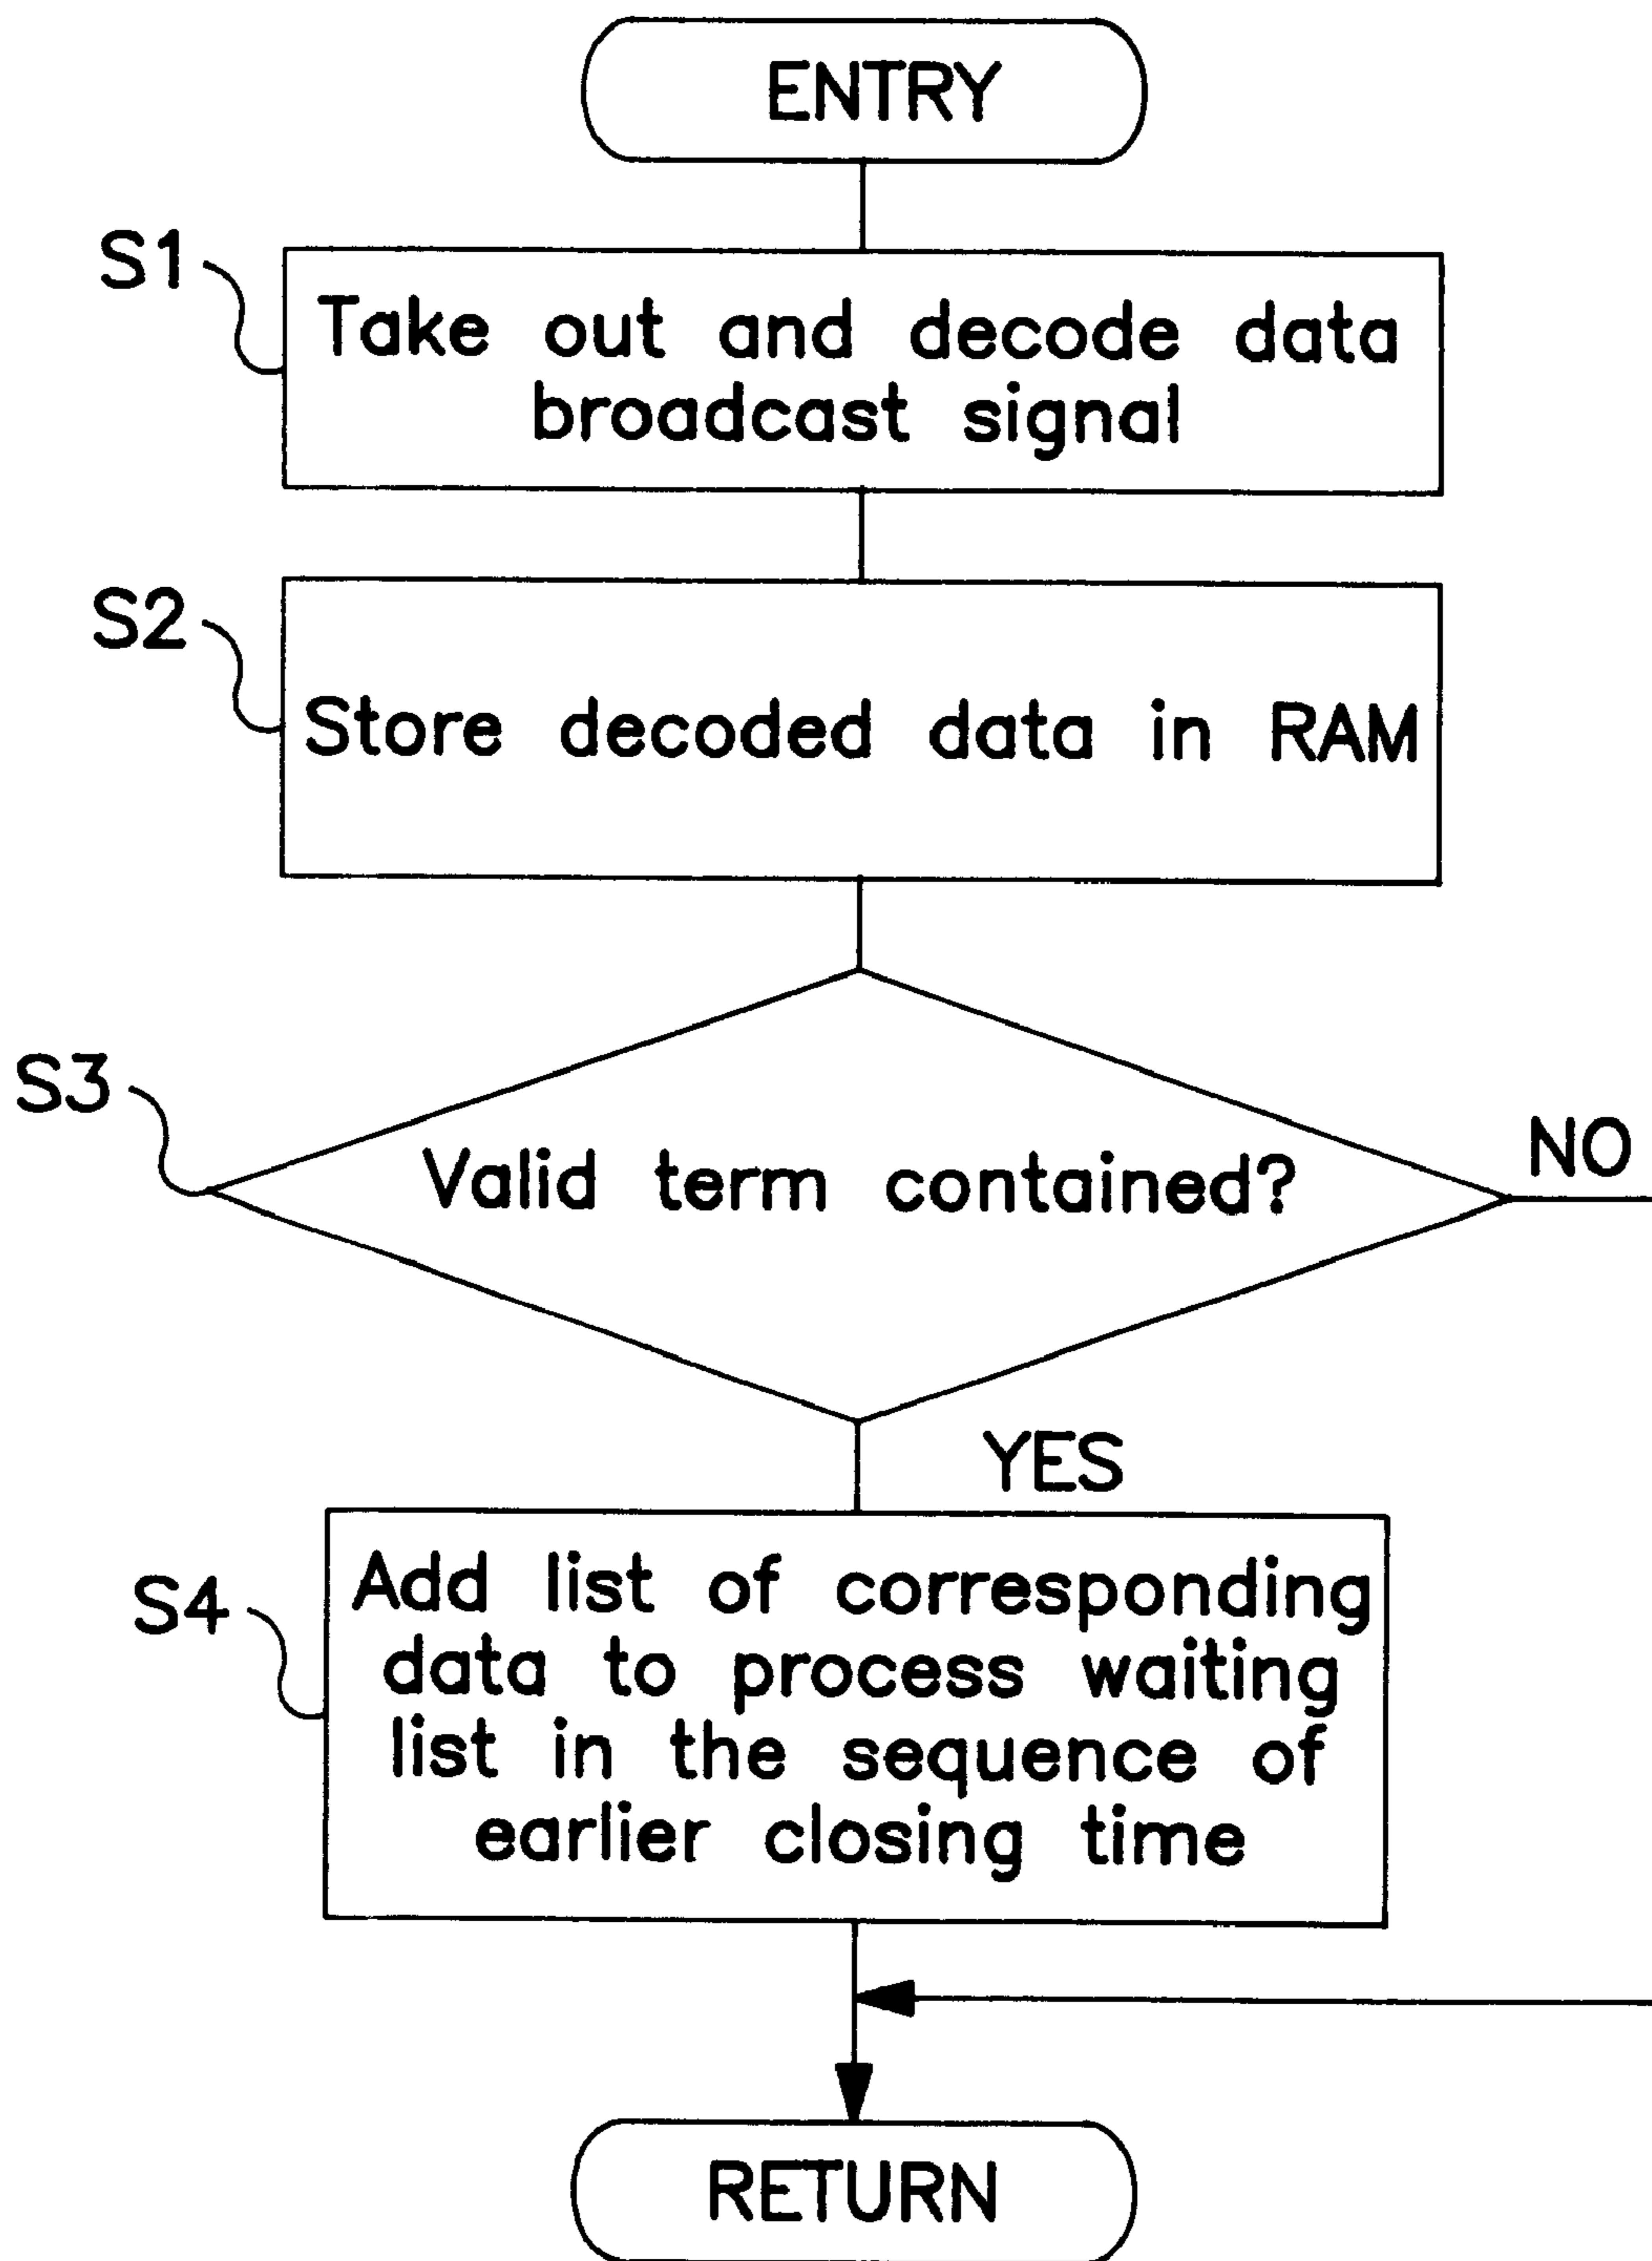 ENTRY
S1
Take out and decode data
broadcast signal
S2
Store decoded data in RAM
S3
Valid term contained?
NO
YES
S4
Add list of corresponding
data to process waiting
list in the sequence of
earlier closing time
RETURN